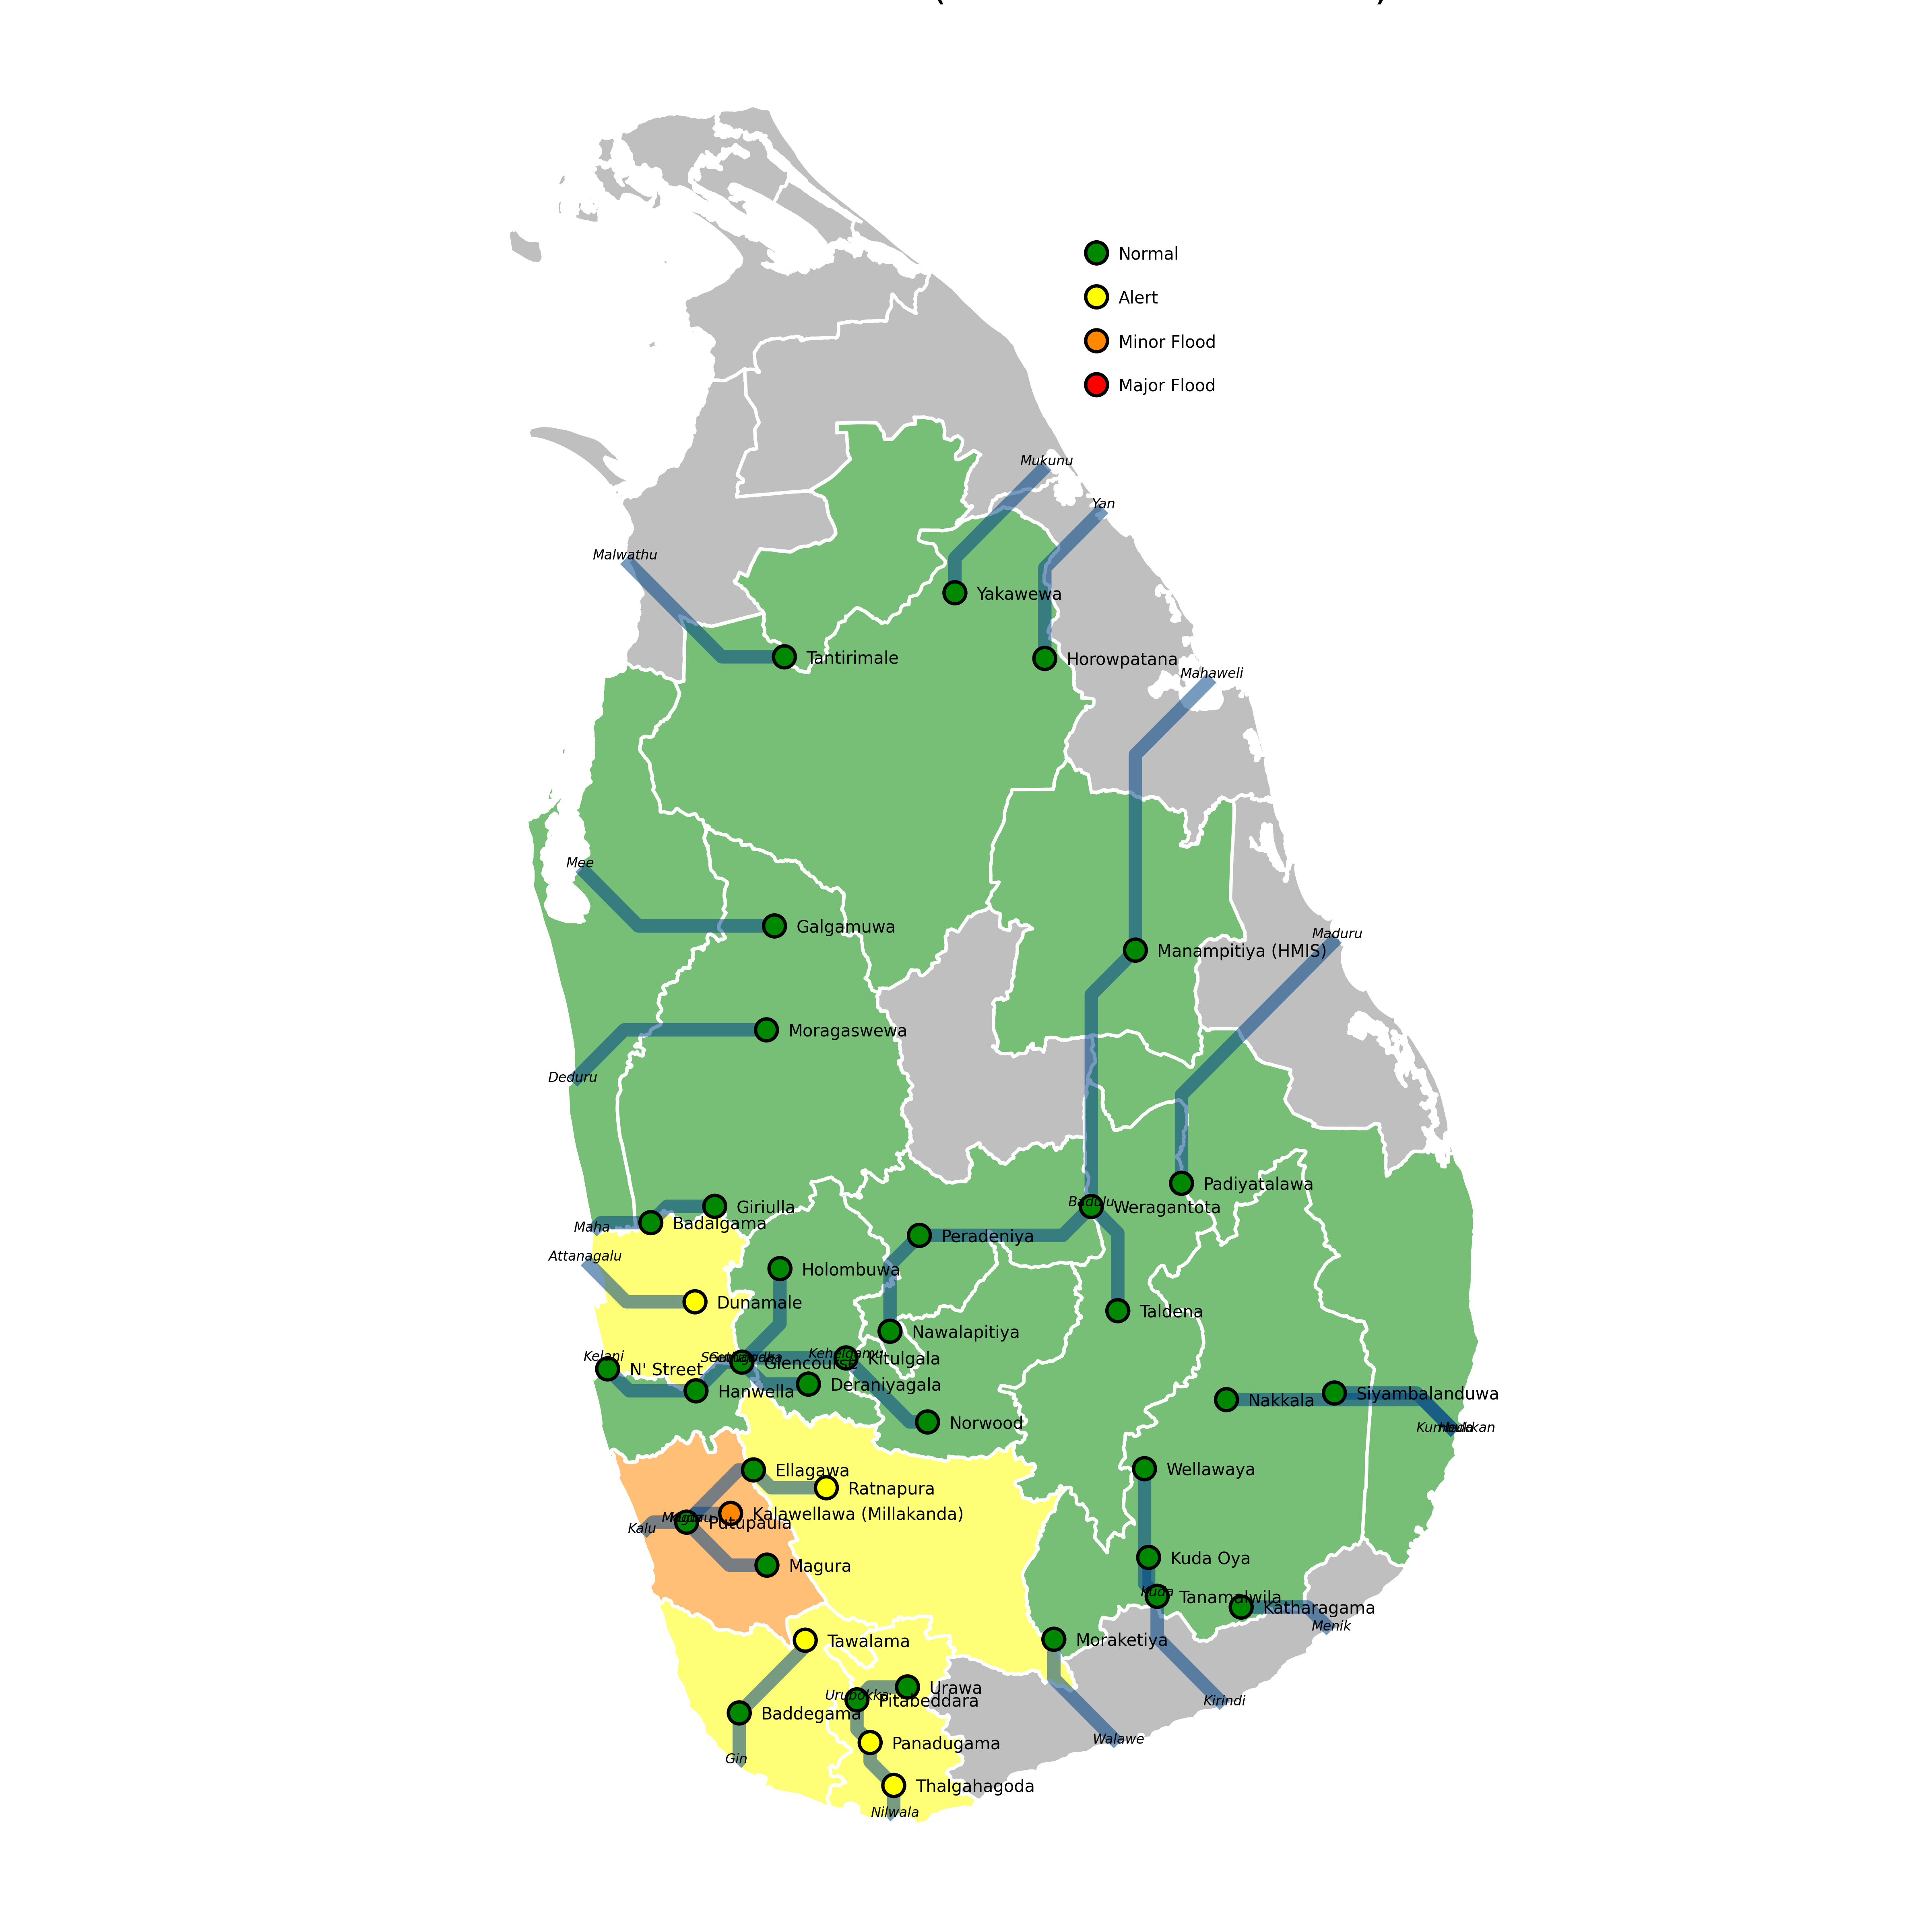 Normal
Alert
Minor Flood
Major Flood
Mukunu
Yan
Malwathu
Yakawewa
Tantirimale
Horowpatana
Mahaweli
Mee
Galgamuwa
Maduru
Manampitiya (HMIS)
Moragaswewa
Deduru
Padiyatalawa
Badulu
Weragantota
Giriulla
Maha
Badalgama
Peradeniya
Attanagalu
Holombuwa
Dunamale
Taldena
Nawalapitiya
Kelani
N' Street
Glencourse
Kitulgala
Hanwella
Deraniyagala
Norwood
Nakkala
Siyambalanduwa
Ellagawa
Ratnapura
Wellawaya
Kalawellawa (Millakanda)
Kalu
Putupaula
Magura
Kuda Oya
Kuda
Tanamalwila
Katharagama
Menik
Tawalama
Moraketiya
Urawa
Urubokka
Pitabeddara
Kirindi
Baddegama
Panadugama
Walawe
Gin
Thalgahagoda
Nilwala